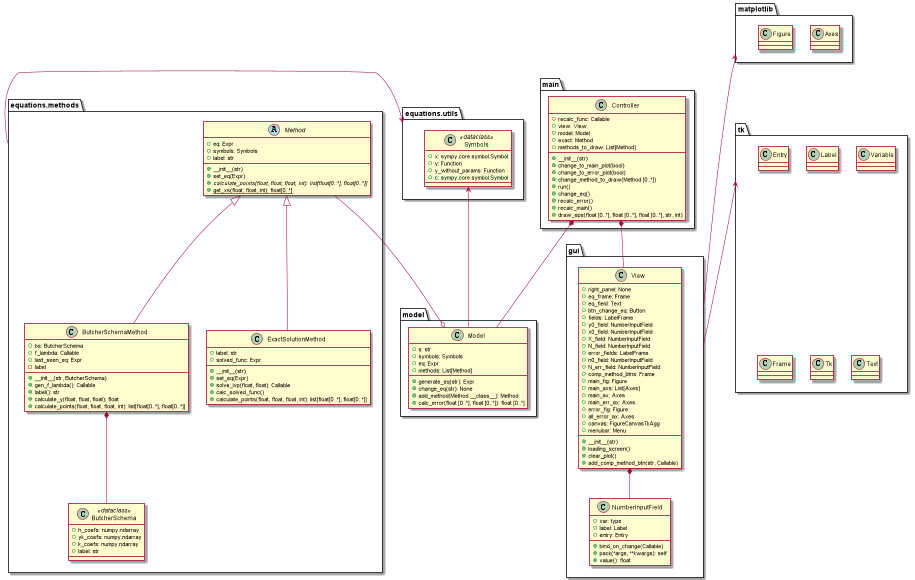 matplotlib
C Figure
C Axes
tk
C Entry
C Label
C Variable
C Frame
C Tk
C Text
main
C Controller
recalc_func: Callable
view: View
model: Model
exact: Method
methods_to_draw: List[Method]
__init__(str)
change_to_main_plot(bool)
change_to_error_plot(bool)
change_method_to_draw(Method [0..*])
run()
change_eq()
recalc_error()
recalc_main()
draw_eps(float [0..*], float [0..*], float [0..*], str, int)
equations.methods
A Method
eq: Expr
symbols: Symbols
label: str
__init__(str)
set_eq(Expr)
calculate_points(float, float, float, int): list[float[0..*], float[0..*]]
get_xs(float, float, int): float[0..*]
C ButcherSchemaMethod
bs: ButcherSchema
f_lambda: Callable
last_seen_eq: Expr
label
__init__(str, ButcherSchema)
gen_f_lambda(): Callable
label(): str
calculate_y(float, float, float): float
calculate_points(float, float, float, int): list[float[0..*], float[0..*]]
C ExactSolutionMethod
label: str
solved_func: Expr
__init__(str)
set_eq(Expr)
solve_ivp(float, float): Callable
calc_solved_func()
calculate_points(float, float, float, int): list[float[0..*], float[0..*]]
C «dataclass»
ButcherSchema
h_coefs: numpy.ndarray
yk_coefs: numpy.ndarray
k_coefs: numpy.ndarray
label: str
equations.utils
C «dataclass»
Symbols
x: sympy.core.symbol.Symbol
y: Function
y_without_params: Function
c: sympy.core.symbol.Symbol
model
C Model
s: str
symbols: Symbols
eq: Expr
methods: List[Method]
generate_eq(str): Expr
change_eq(str): None
add_method(Method.__class__): Method
calc_error(float [0..*], float [0..*]): float [0..*]
gui
C View
right_panel: None
eq_frame: Frame
eq_field: Text
btn_change_eq: Button
fields: LabelFrame
y0_field: NumberInputField
x0_field: NumberInputField
X_field: NumberInputField
N_field: NumberInputField
error_fields: LabelFrame
n0_field: NumberInputField
N_err_field: NumberInputField
comp_method_btns: Frame
main_fig: Figure
main_axs: List[Axes]
main_ax: Axes
main_err_ax: Axes
error_fig: Figure
all_error_ax: Axes
canvas: FigureCanvasTkAgg
menubar: Menu
__init__(str)
loading_screen()
clear_plot()
add_comp_method_btn(str, Callable)
C NumberInputField
var: type
label: Label
entry: Entry
bind_on_change(Callable)
pack(*args, **kwargs): self
value(): float